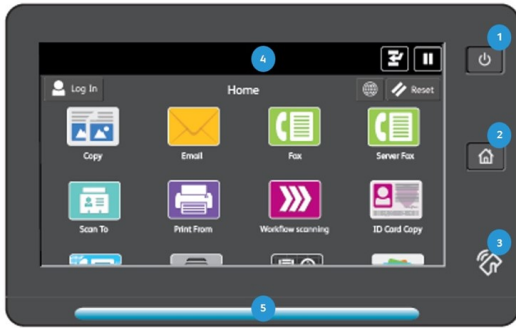 1
4
Log In
Home
Reset
2
Copy
Email
Fax
Server Fax
Scan To
Print From
Workflow scanning
ID Card Copy
3
5